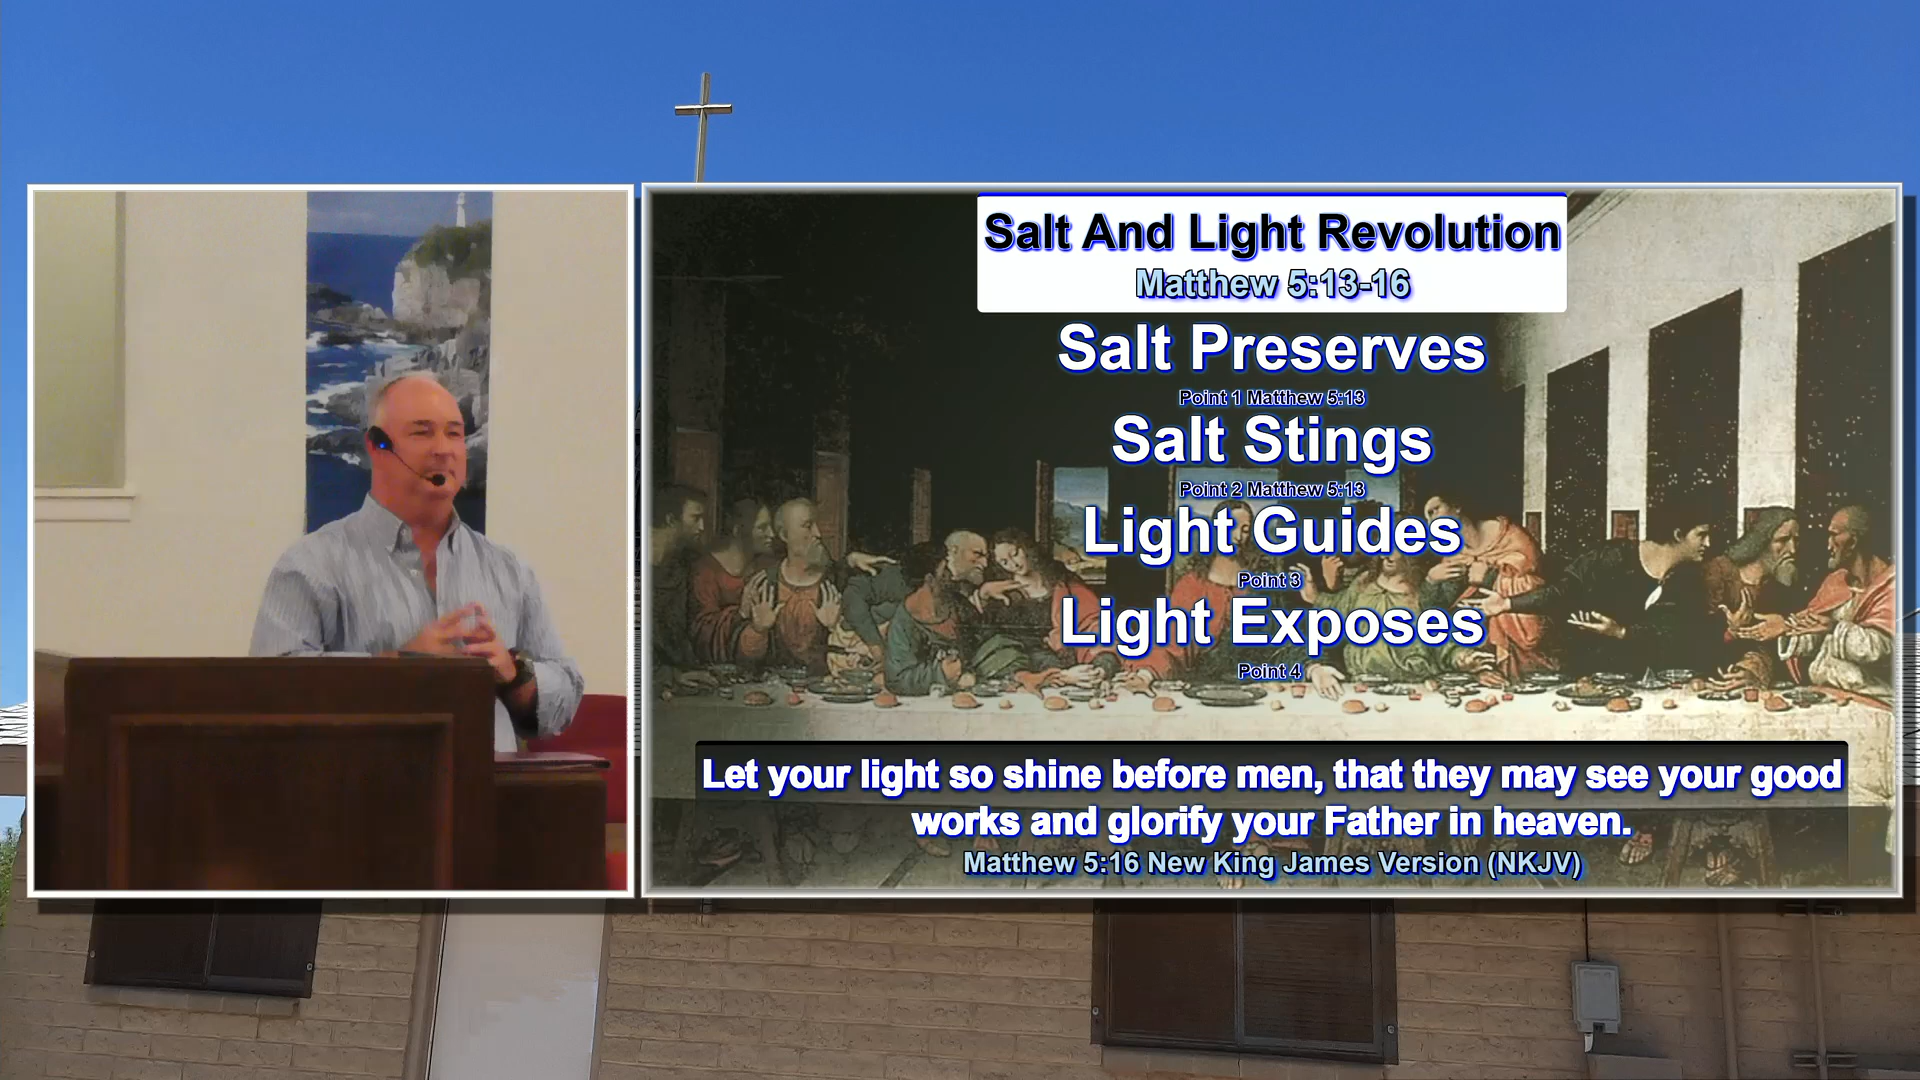 Salt And Light Revolution
Matthew 5:13-16
Salt Preserves
Point 1 Matthew 5:13
Salt Stings
Point 2 Matthew 5:13
Light Guides
Point 3
Light Exposes
Point 4
Let your light so shine before men, that they may see your good
works and glorify your Father in heaven.
Matthew 5:16 New King James Version (NKJV)